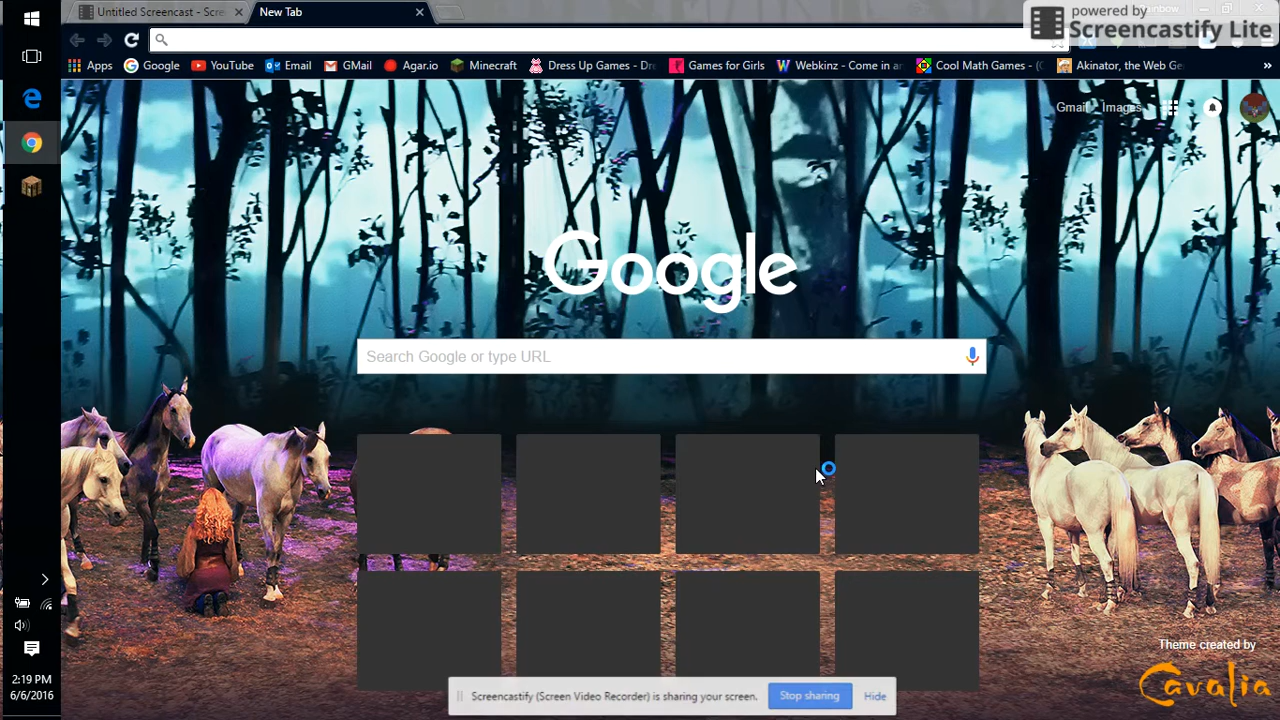 Untitled Screencast - Scre
New Tab
powered by
Screencastify Lite
Apps
Google
YouTube
Email
GMail
Agar.io
Minecraft
Dress Up Games - Dr
Games for Girls
Webkinz - Come in a
Cool Math Games - (
Akinator, the Web Ge
»
Gmail
Images
Google
Search Google or type URL
Theme created by
Cavalia
Screencastify (Screen Video Recorder) is sharing your screen.
Stop sharing
Hide
2:19 PM
6/6/2016